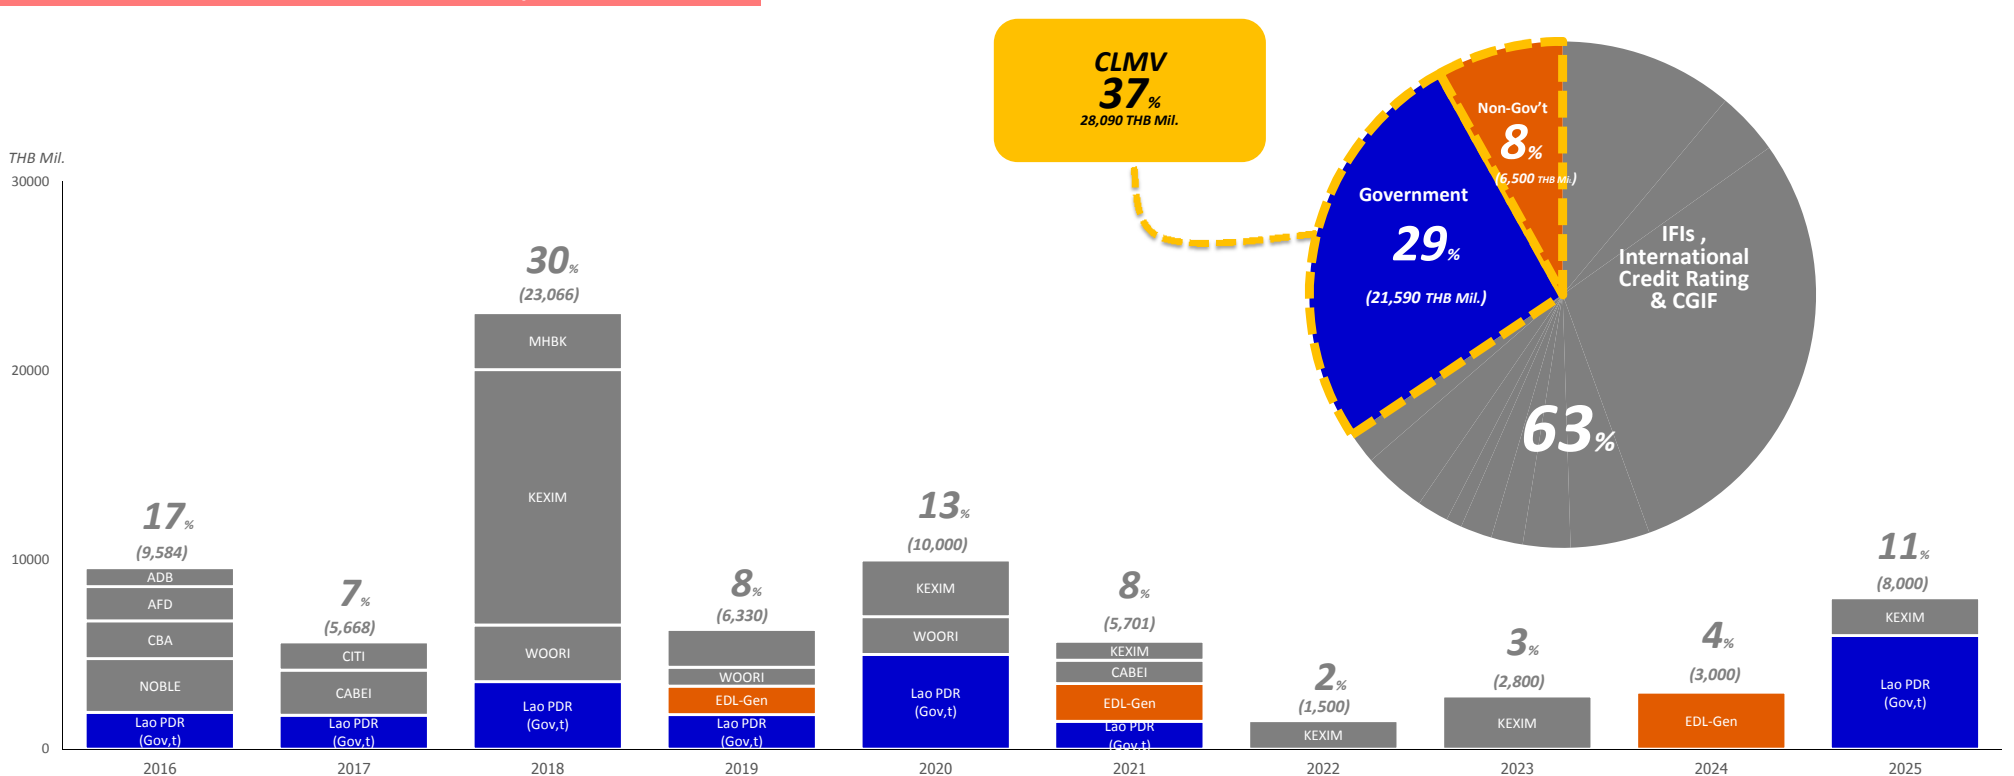 CLMV
37%
28,090 THB Mil.
Non-Gov't
8%
(6,500 THB Mil.)
Government
29%
(21,590 THB Mil.)
IFIs ,
International
Credit Rating
& CGIF
63%
THB Mil.
30000
20000
10000
0
17%
(9,584)
ADB
AFD
CBA
NOBLE
Lao PDR
(Gov,t)
2016
7%
(5,668)
CITI
CABEI
Lao PDR
(Gov,t)
2017
30%
(23,066)
MHBK
KEXIM
WOORI
Lao PDR
(Gov,t)
2018
8%
(6,330)
WOORI
EDL-Gen
Lao PDR
(Gov,t)
2019
13%
(10,000)
KEXIM
WOORI
Lao PDR
(Gov,t)
2020
8%
(5,701)
KEXIM
CABEI
EDL-Gen
Lao PDR
(Gov,t)
2021
2%
(1,500)
KEXIM
2022
3%
(2,800)
KEXIM
2023
4%
(3,000)
EDL-Gen
2024
11%
(8,000)
KEXIM
Lao PDR
(Gov,t)
2025